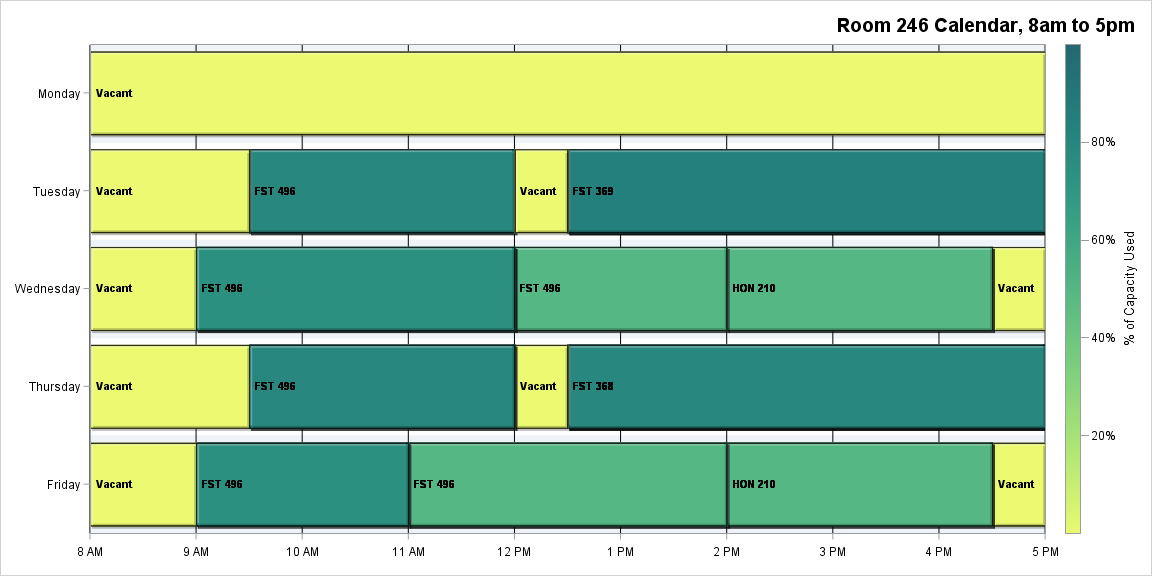 Room 246 Calendar, 8am to 5pm
Monday
Vacant
Tuesday
Vacant
FST 496
Vacant
FST 369
Wednesday
Vacant
FST 496
FST 496
HON 210
Vacant
Thursday
Vacant
FST 496
Vacant
FST 368
Friday
Vacant
FST 496
FST 496
HON 210
Vacant
8 AM
9 AM
10 AM
11 AM
12 PM
1 PM
2 PM
3 PM
4 PM
5 PM
80%
60%
40%
20%
% of Capacity Used